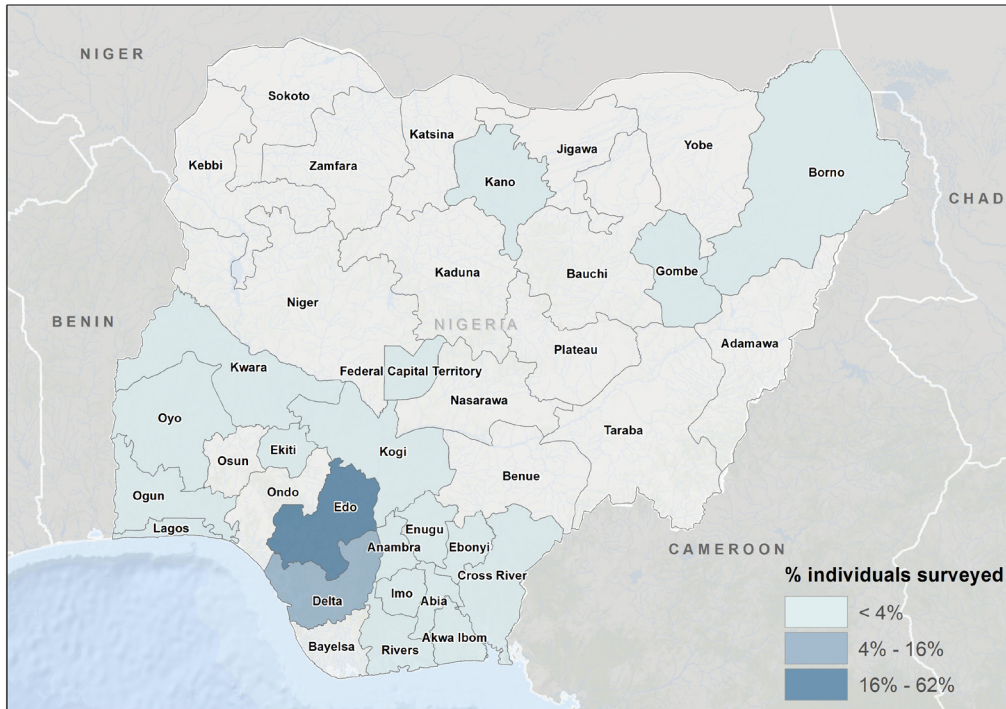 NIGER
Sokoto
Katsina
Jigawa
Yobe
Kebbi
Zamfara
Kano
Borno
CHAD
Gombe
Bauchi
Kaduna
Niger
BENIN
NIGERIA
Adamawa
Plateau
Kwara
Federal Capital Territory
Nasarawa
Oyo
Taraba
Ekiti
Kogi
Osun
Benue
Ogun
Ondo
Edo
Lagos
Enugu
Anambra
Ebonyi
CAMEROON
Cross River
Imo
Abia
Delta
Akwa Ibom
Bayelsa
Rivers
% individuals surveyed
< 4%
4% - 16%
16% - 62%